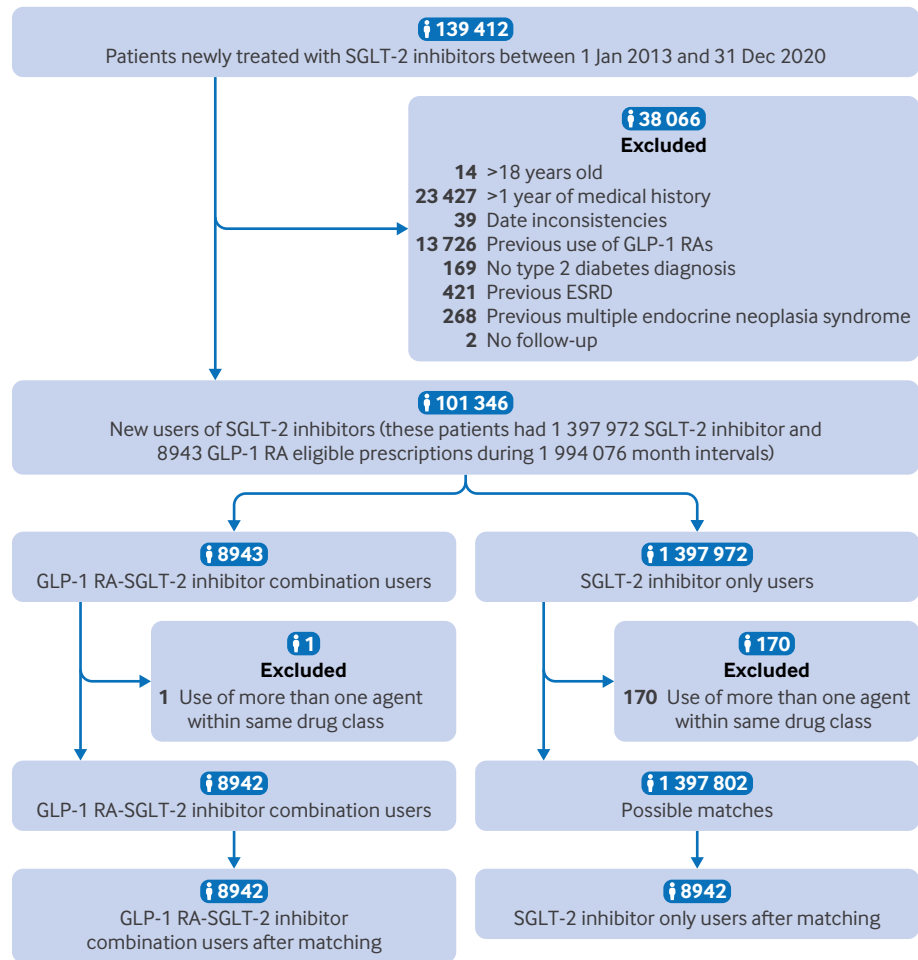 139 412
Patients newly treated with SGLT-2 inhibitors between 1 Jan 2013 and 31 Dec 2020
38 066
Excluded
14 >18 years old
23 427 >1 year of medical history
39 Date inconsistencies
13 726 Previous use of GLP-1 RAs
169 No type 2 diabetes diagnosis
421 Previous ESRD
268 Previous multiple endocrine neoplasia syndrome
2 No follow-up
101 346
New users of SGLT-2 inhibitors (these patients had 1 397 972 SGLT-2 inhibitor and
8943 GLP-1 RA eligible prescriptions during 1 994 076 month intervals)
8943
GLP-1 RA-SGLT-2 inhibitor combination users
1 397 972
SGLT-2 inhibitor only users
1
Excluded
1 Use of more than one agent
within same drug class
170
Excluded
170 Use of more than one agent
within same drug class
8942
GLP-1 RA-SGLT-2 inhibitor combination users
1 397 802
Possible matches
8942
GLP-1 RA-SGLT-2 inhibitor
combination users after matching
8942
SGLT-2 inhibitor only users after matching